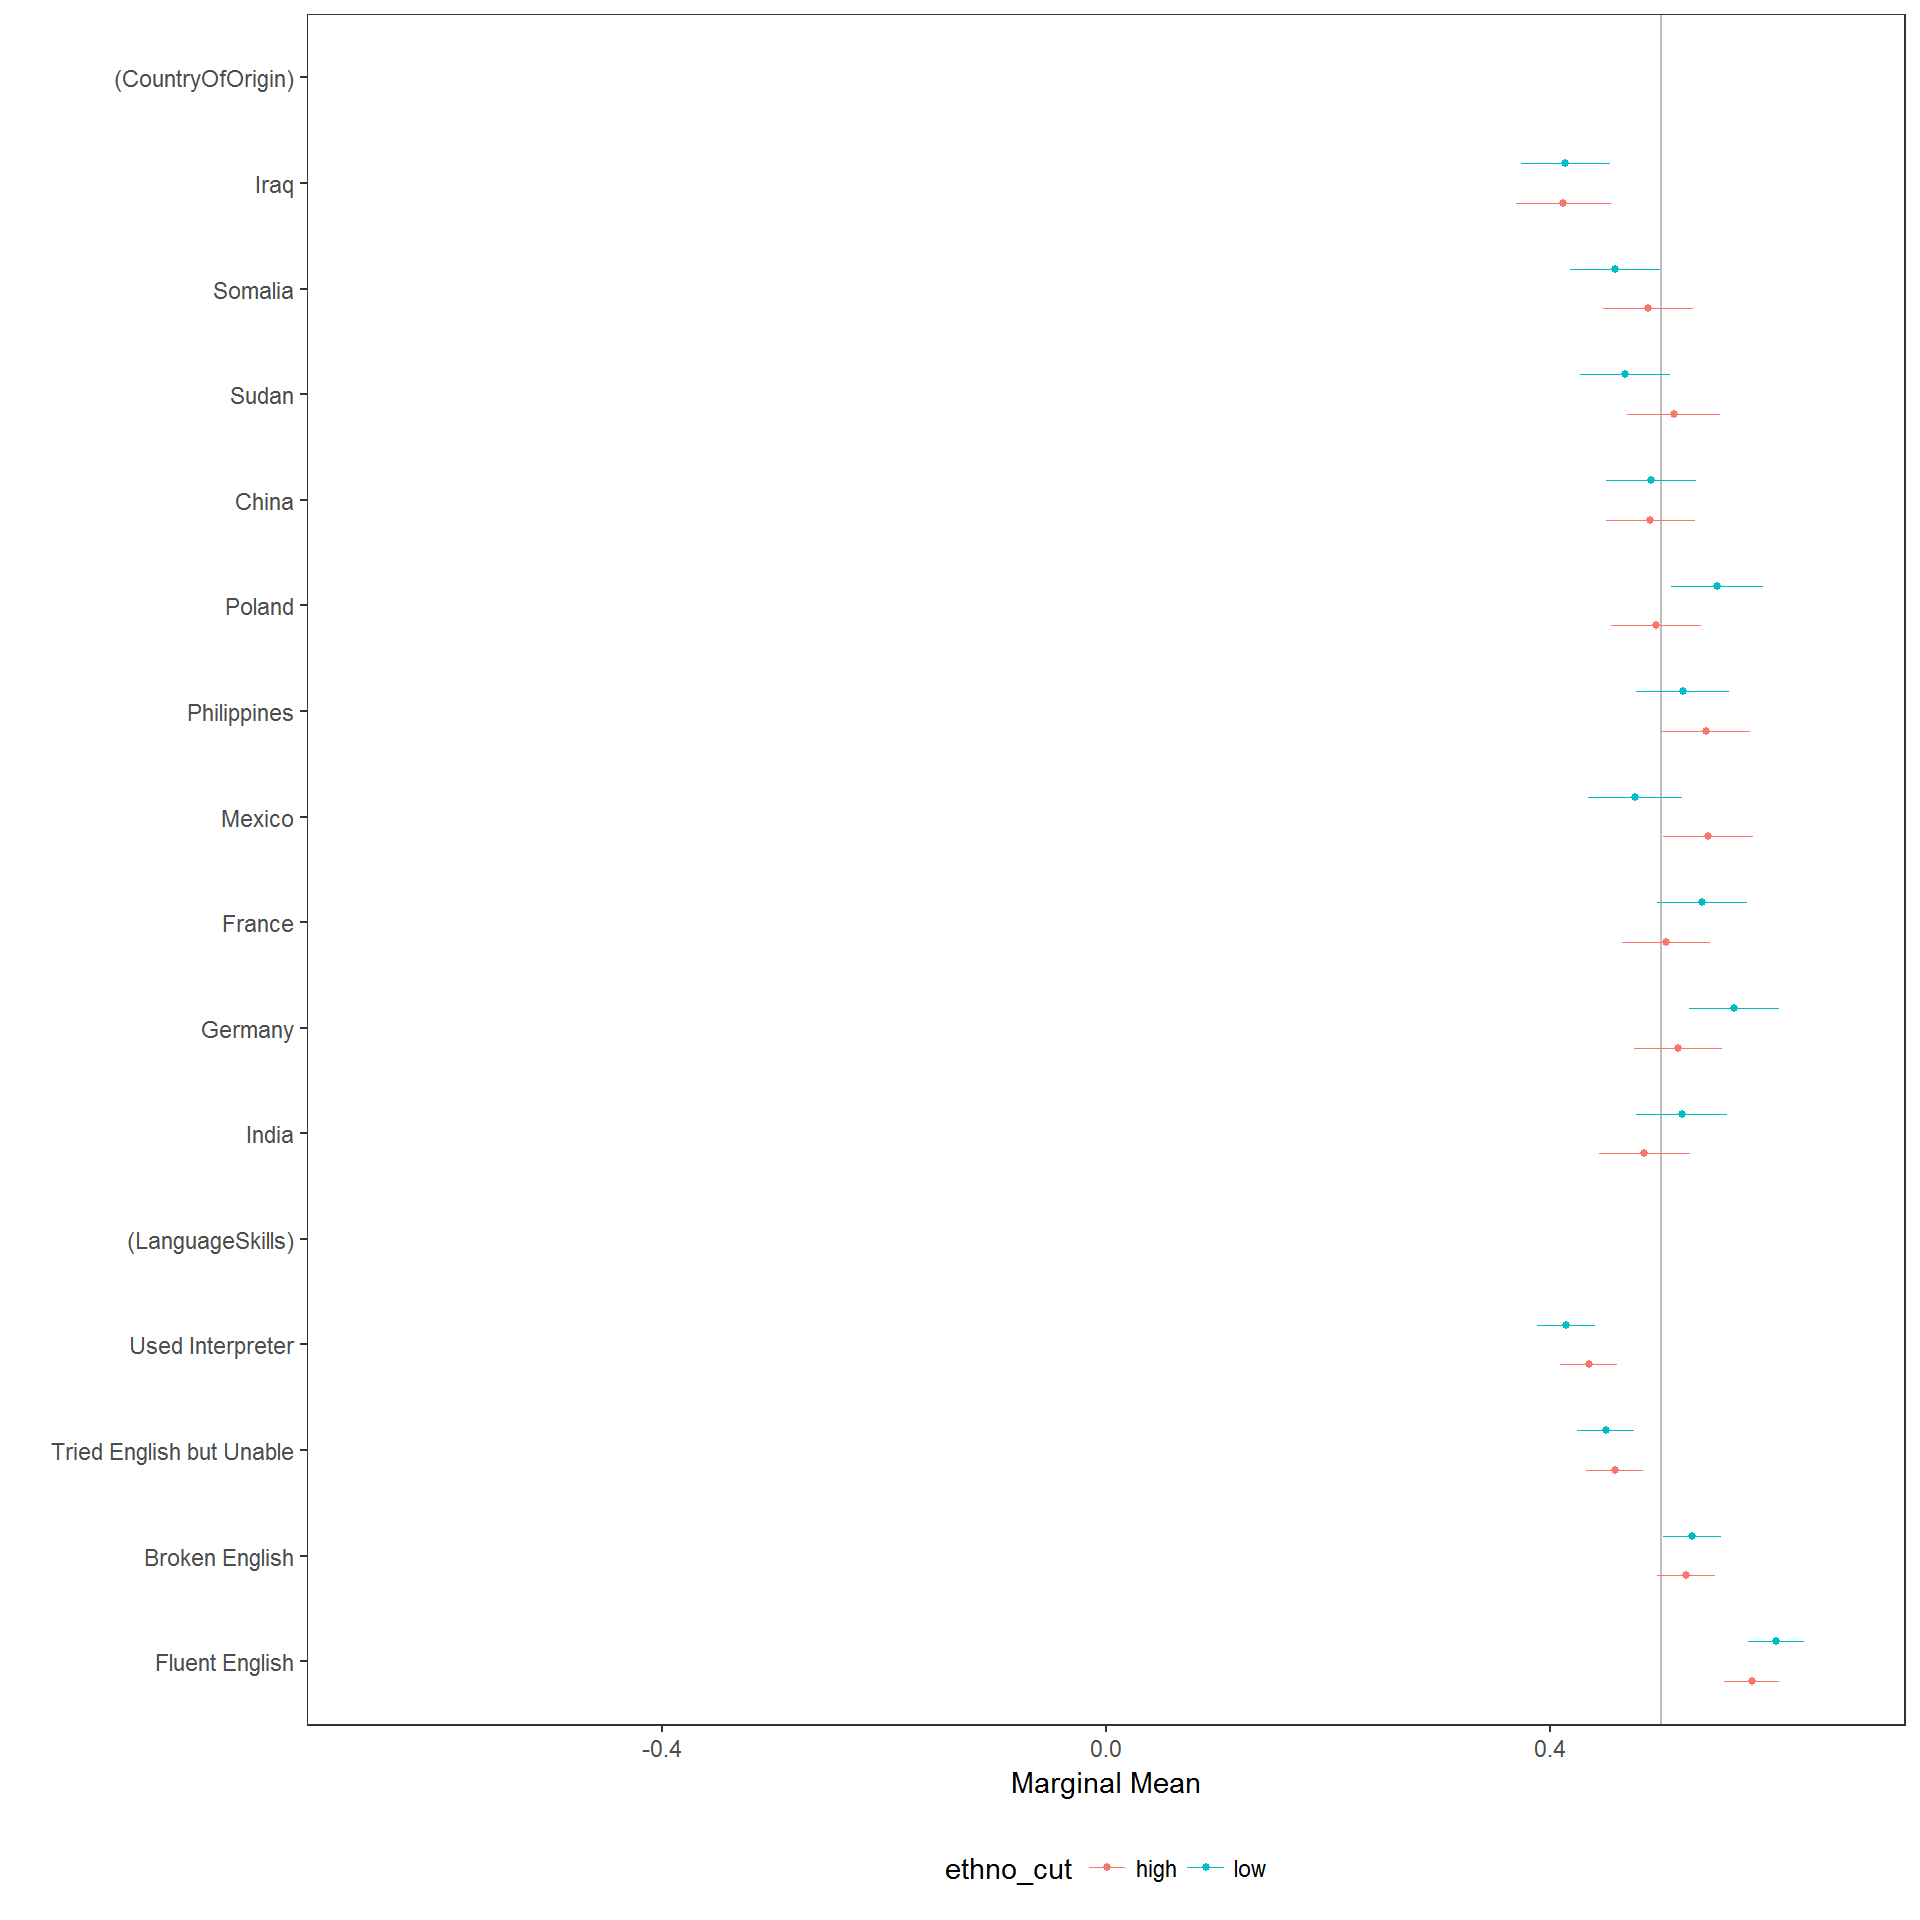 (CountryOfOrigin)
Iraq
Somalia
Sudan
China
Poland
Philippines
Mexico
France
Germany
India
(LanguageSkills)
Used Interpreter
Tried English but Unable
Broken English
Fluent English
-0.4 0.0 0.4
Marginal Mean
ethno_cut high low